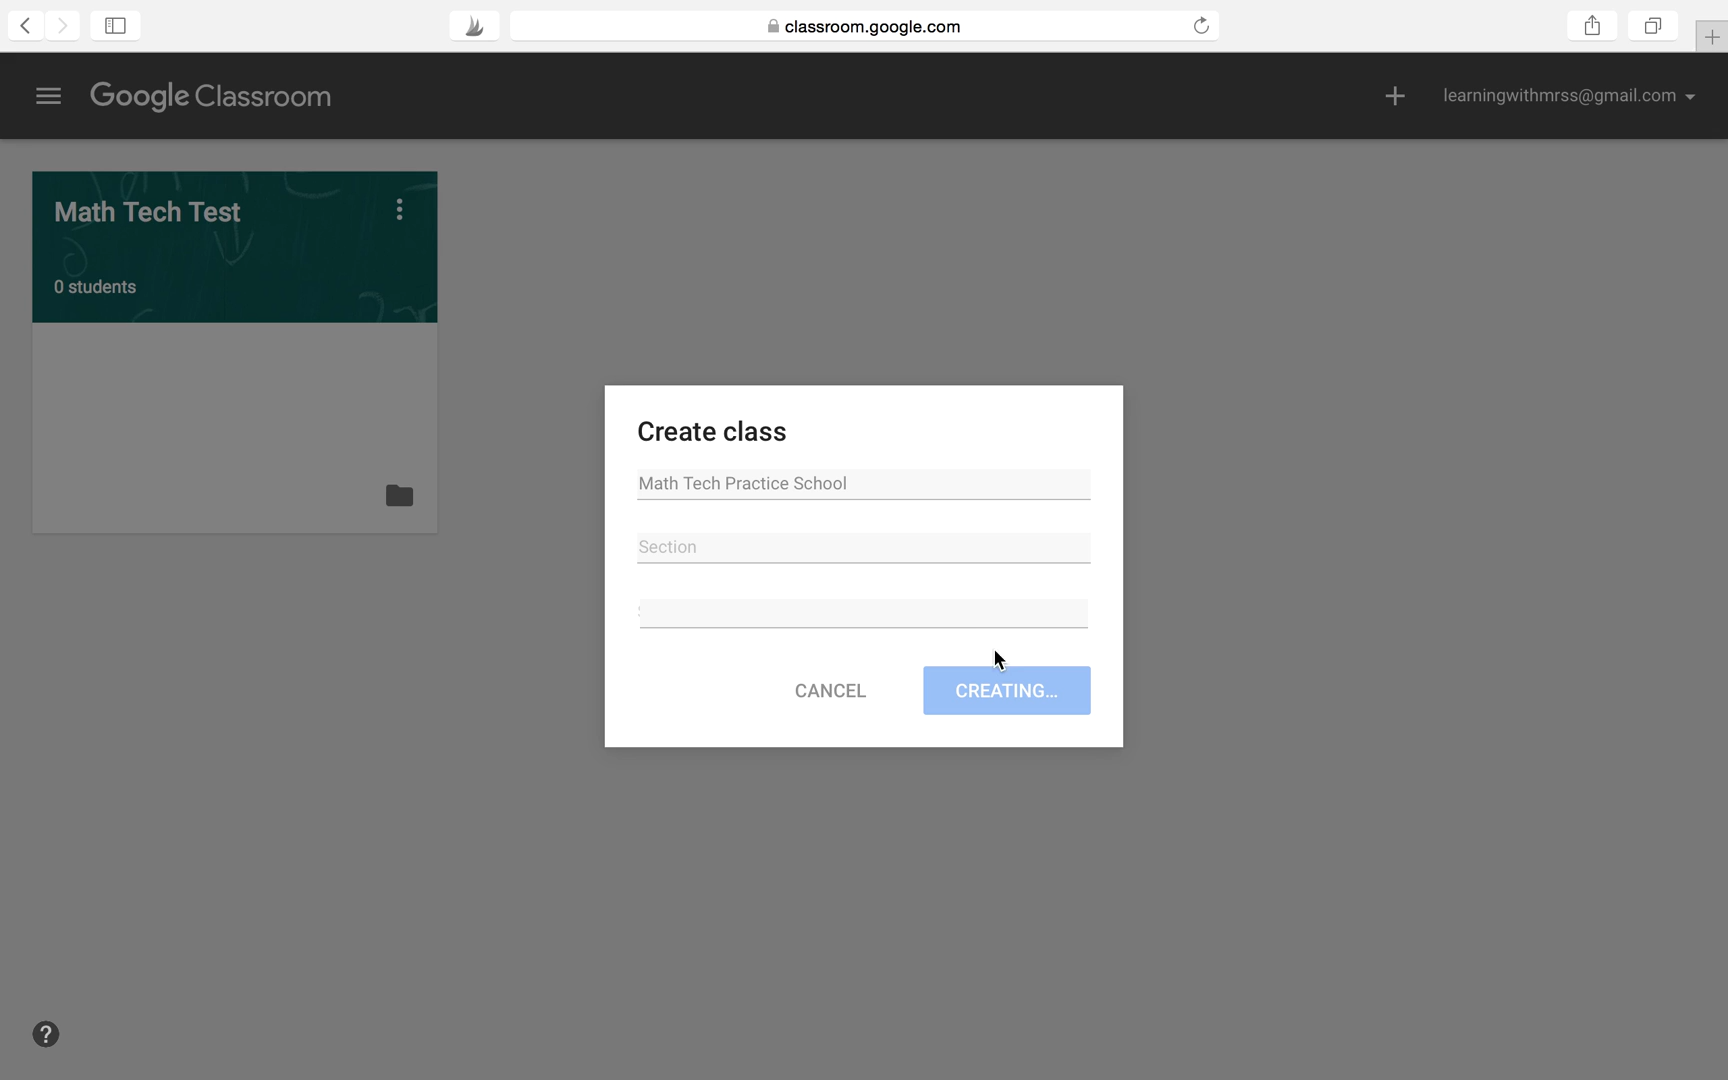 classroom.google.com
Google Classroom
learningwithmrss@gmail.com
Math Tech Test
0 students
Create class
Math Tech Practice School
Section
CANCEL
CREATING...
?